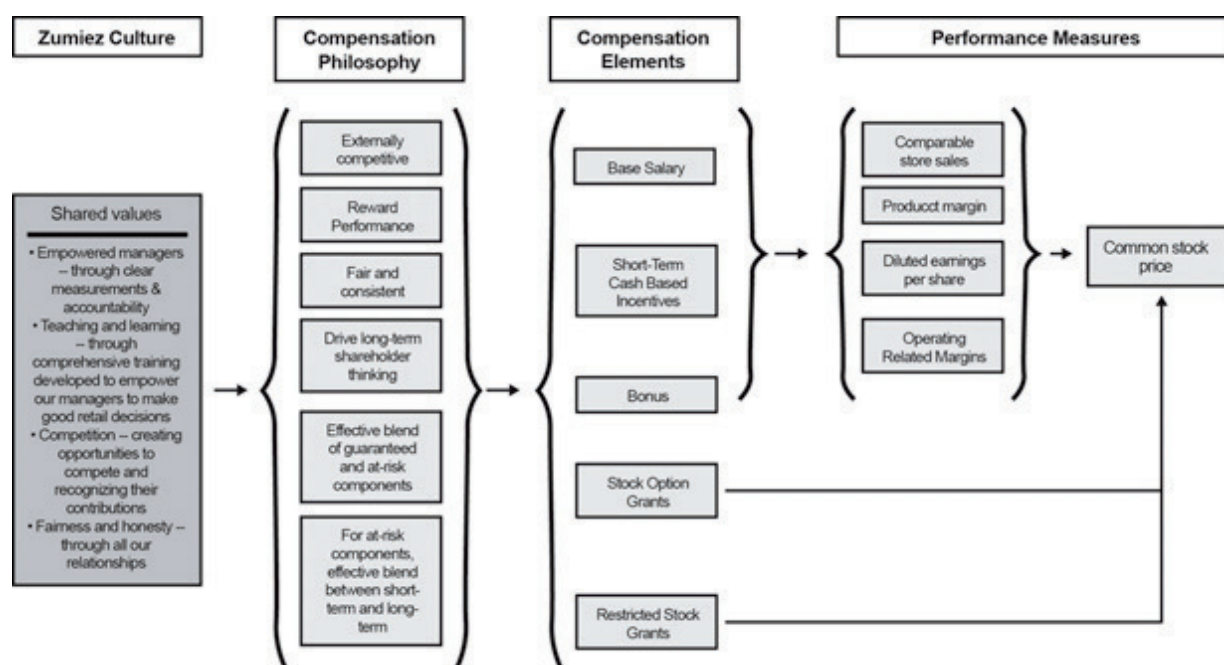 Zumiez Culture
Compensation
Philosophy
Compensation
Elements
Performance Measures
Shared values
• Empowered managers
– through clear
measurements &
accountability
• Teaching and learning
– through
comprehensive training
developed to empower
our managers to make
good retail decisions
• Competition – creating
opportunities to
compete and
recognizing their
contributions
• Fairness and honesty –
through all our
relationships
Externally
competitive
Reward
Performance
Fair and
consistent
Drive long-term
shareholder
thinking
Effective blend
of guaranteed
and at-risk
components
For at-risk
components,
effective blend
between short-
term and long-
term
Base Salary
Short-Term
Cash Based
Incentives
Bonus
Stock Option
Grants
Restricted Stock
Grants
Comparable
store sales
Producct margin
Diluted earnings
per share
Operating
Related Margins
Common stock
price